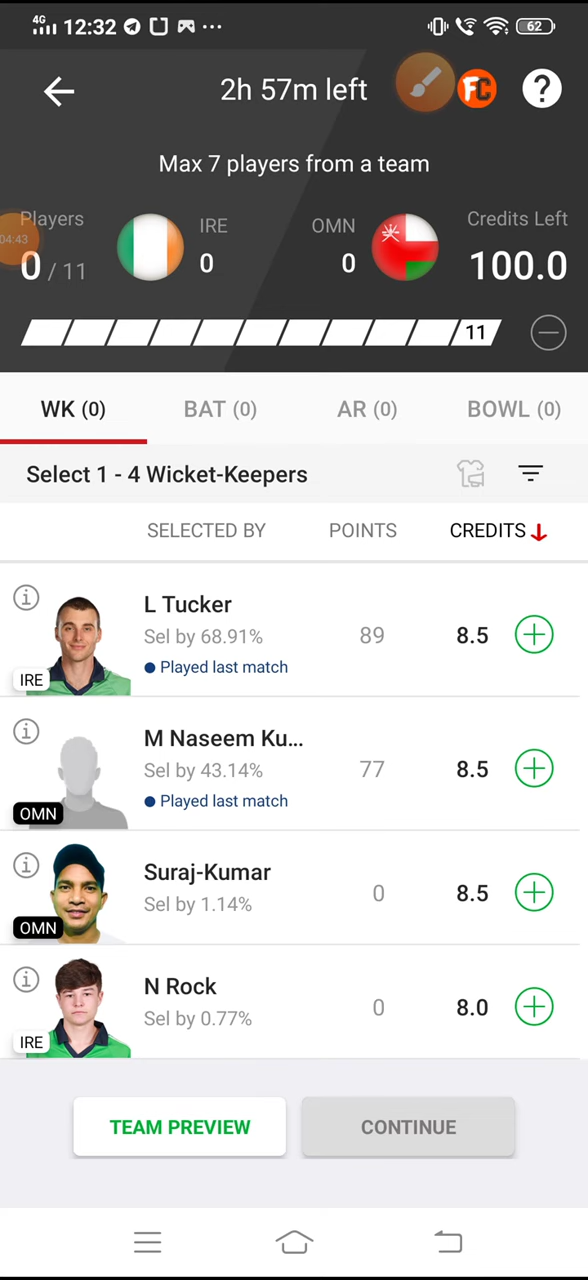 4G 12:32 62
2h 57m left FC ?
Max 7 players from a team
Players IRE OMN Credits Left
04:43
0 / 11 0 0 100.0
11
WK (0) BAT (0) AR (0) BOWL (0)
Select 1 - 4 Wicket-Keepers
SELECTED BY POINTS CREDITS
L Tucker
Sel by 68.91% 89 8.5
Played last match
IRE
M Naseem Ku...
Sel by 43.14% 77 8.5
Played last match
OMN
Suraj-Kumar
Sel by 1.14% 0 8.5
OMN
N Rock
Sel by 0.77% 0 8.0
IRE
TEAM PREVIEW CONTINUE